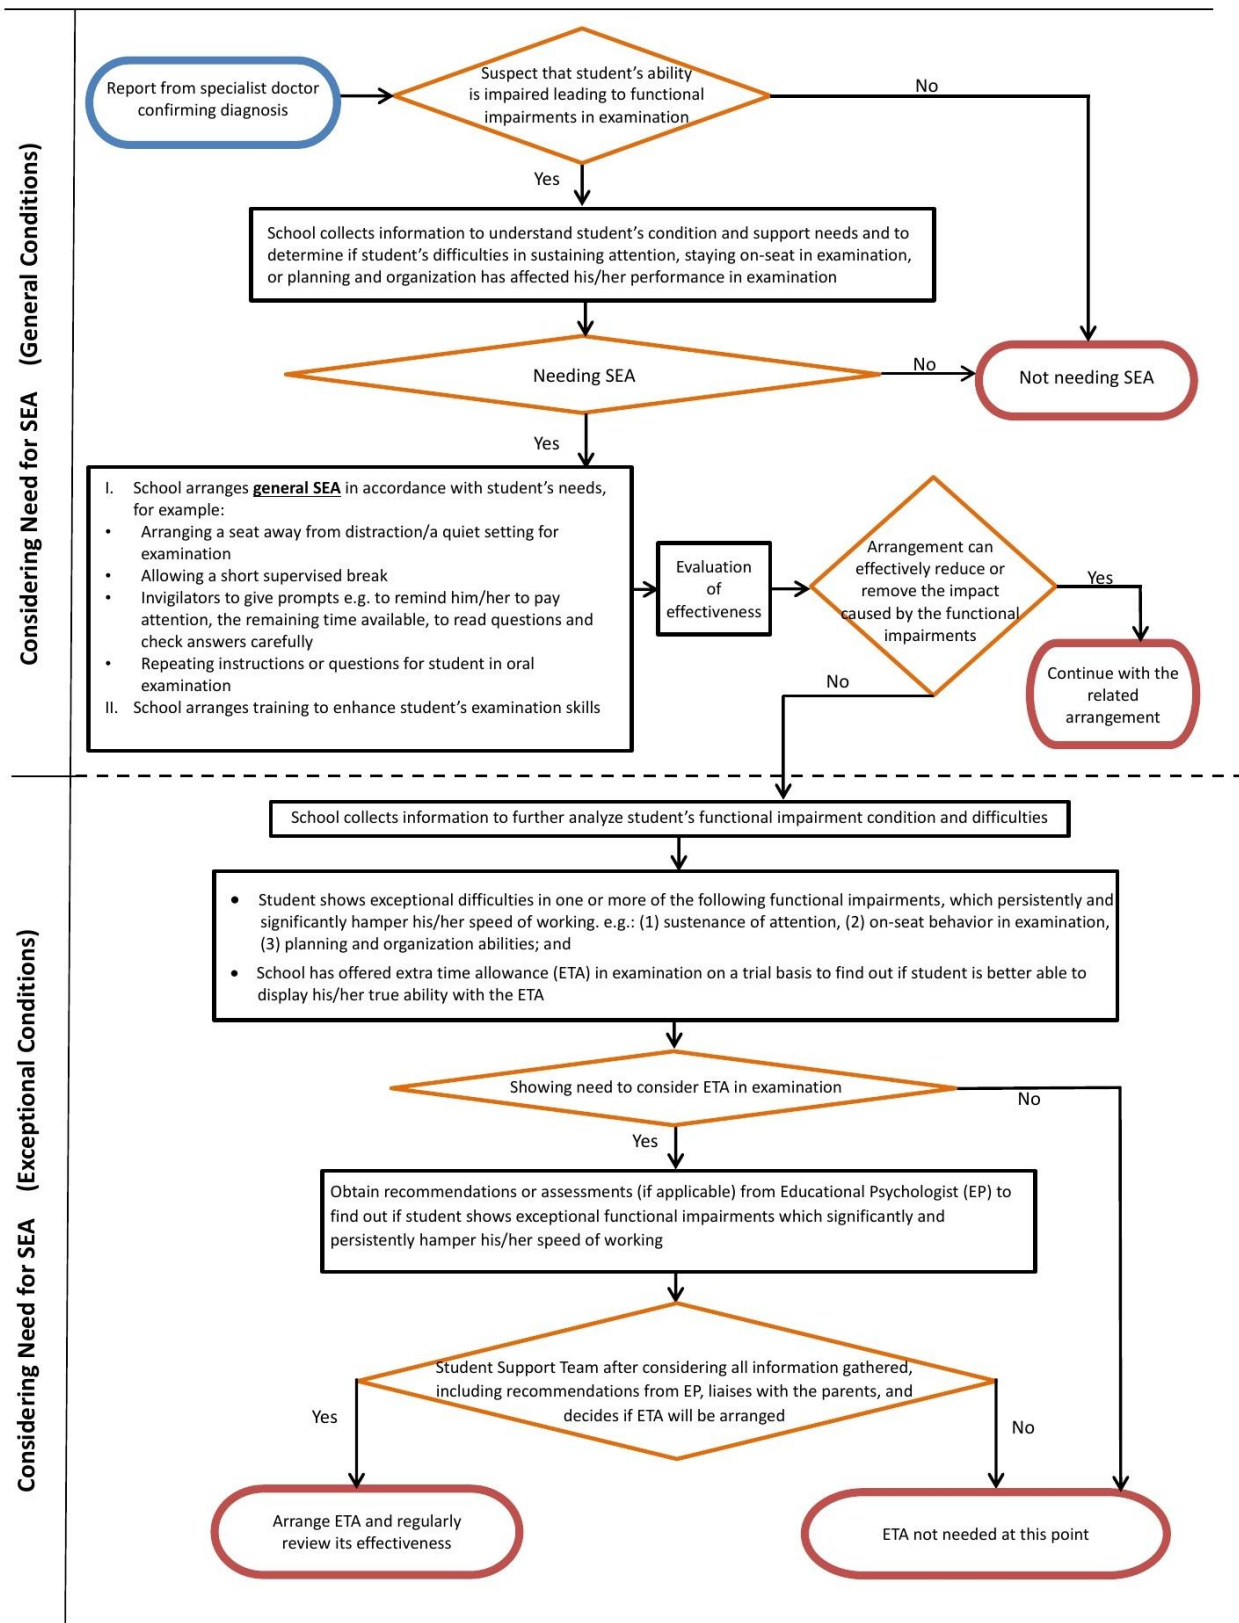 Considering Need for SEA (General Conditions)
Report from specialist doctor
confirming diagnosis
Suspect that student's ability
is impaired leading to functional
impairments in examination
No
Yes
School collects information to understand student's condition and support needs and to
determine if student's difficulties in sustaining attention, staying on-seat in examination,
or planning and organization has affected his/her performance in examination
Needing SEA
No
Not needing SEA
Yes
I. School arranges general SEA in accordance with student's needs,
for example:
• Arranging a seat away from distraction/a quiet setting for
examination
• Allowing a short supervised break
• Invigilators to give prompts e.g. to remind him/her to pay
attention, the remaining time available, to read questions and
check answers carefully
• Repeating instructions or questions for student in oral
examination
II. School arranges training to enhance student's examination skills
Evaluation
of
effectiveness
Arrangement can
effectively reduce or
remove the impact
caused by the functional
impairments
Yes
No
Continue with the
related
arrangement
Considering Need for SEA (Exceptional Conditions)
School collects information to further analyze student's functional impairment condition and difficulties
• Student shows exceptional difficulties in one or more of the following functional impairments, which persistently and
significantly hamper his/her speed of working. e.g.: (1) sustenance of attention, (2) on-seat behavior in examination,
(3) planning and organization abilities; and
• School has offered extra time allowance (ETA) in examination on a trial basis to find out if student is better able to
display his/her true ability with the ETA
Showing need to consider ETA in examination
No
Yes
Obtain recommendations or assessments (if applicable) from Educational Psychologist (EP) to
find out if student shows exceptional functional impairments which significantly and
persistently hamper his/her speed of working
Student Support Team after considering all information gathered,
including recommendations from EP, liaises with the parents, and
decides if ETA will be arranged
Yes
No
Arrange ETA and regularly
review its effectiveness
ETA not needed at this point